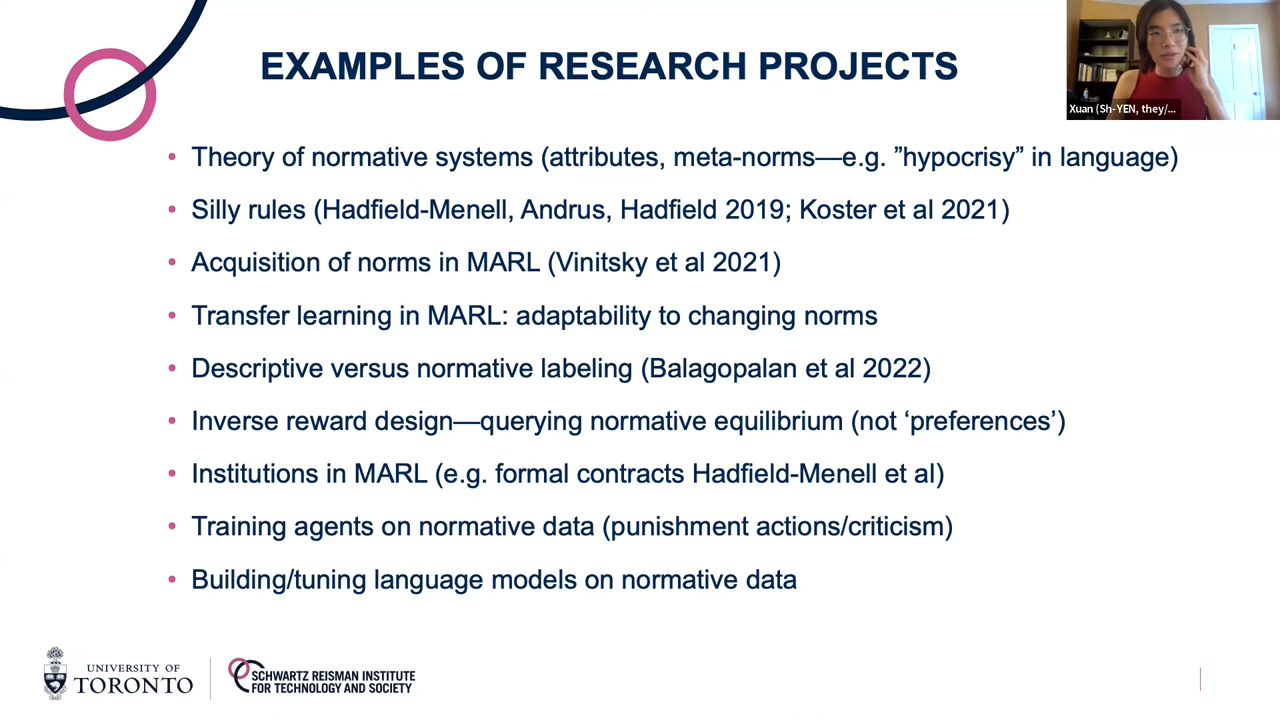 EXAMPLES OF RESEARCH PROJECTS
Xuan (Sh-YEN, they/...
• Theory of normative systems (attributes, meta-norms—e.g. ”hypocrisy” in language)
• Silly rules (Hadfield-Menell, Andrus, Hadfield 2019; Koster et al 2021)
• Acquisition of norms in MARL (Vinitsky et al 2021)
• Transfer learning in MARL: adaptability to changing norms
• Descriptive versus normative labeling (Balagopalan et al 2022)
• Inverse reward design—querying normative equilibrium (not ‘preferences’)
• Institutions in MARL (e.g. formal contracts Hadfield-Menell et al)
• Training agents on normative data (punishment actions/criticism)
• Building/tuning language models on normative data
UNIVERSITY OF
TORONTO
SCHWARTZ REISMAN INSTITUTE
FOR TECHNOLOGY AND SOCIETY